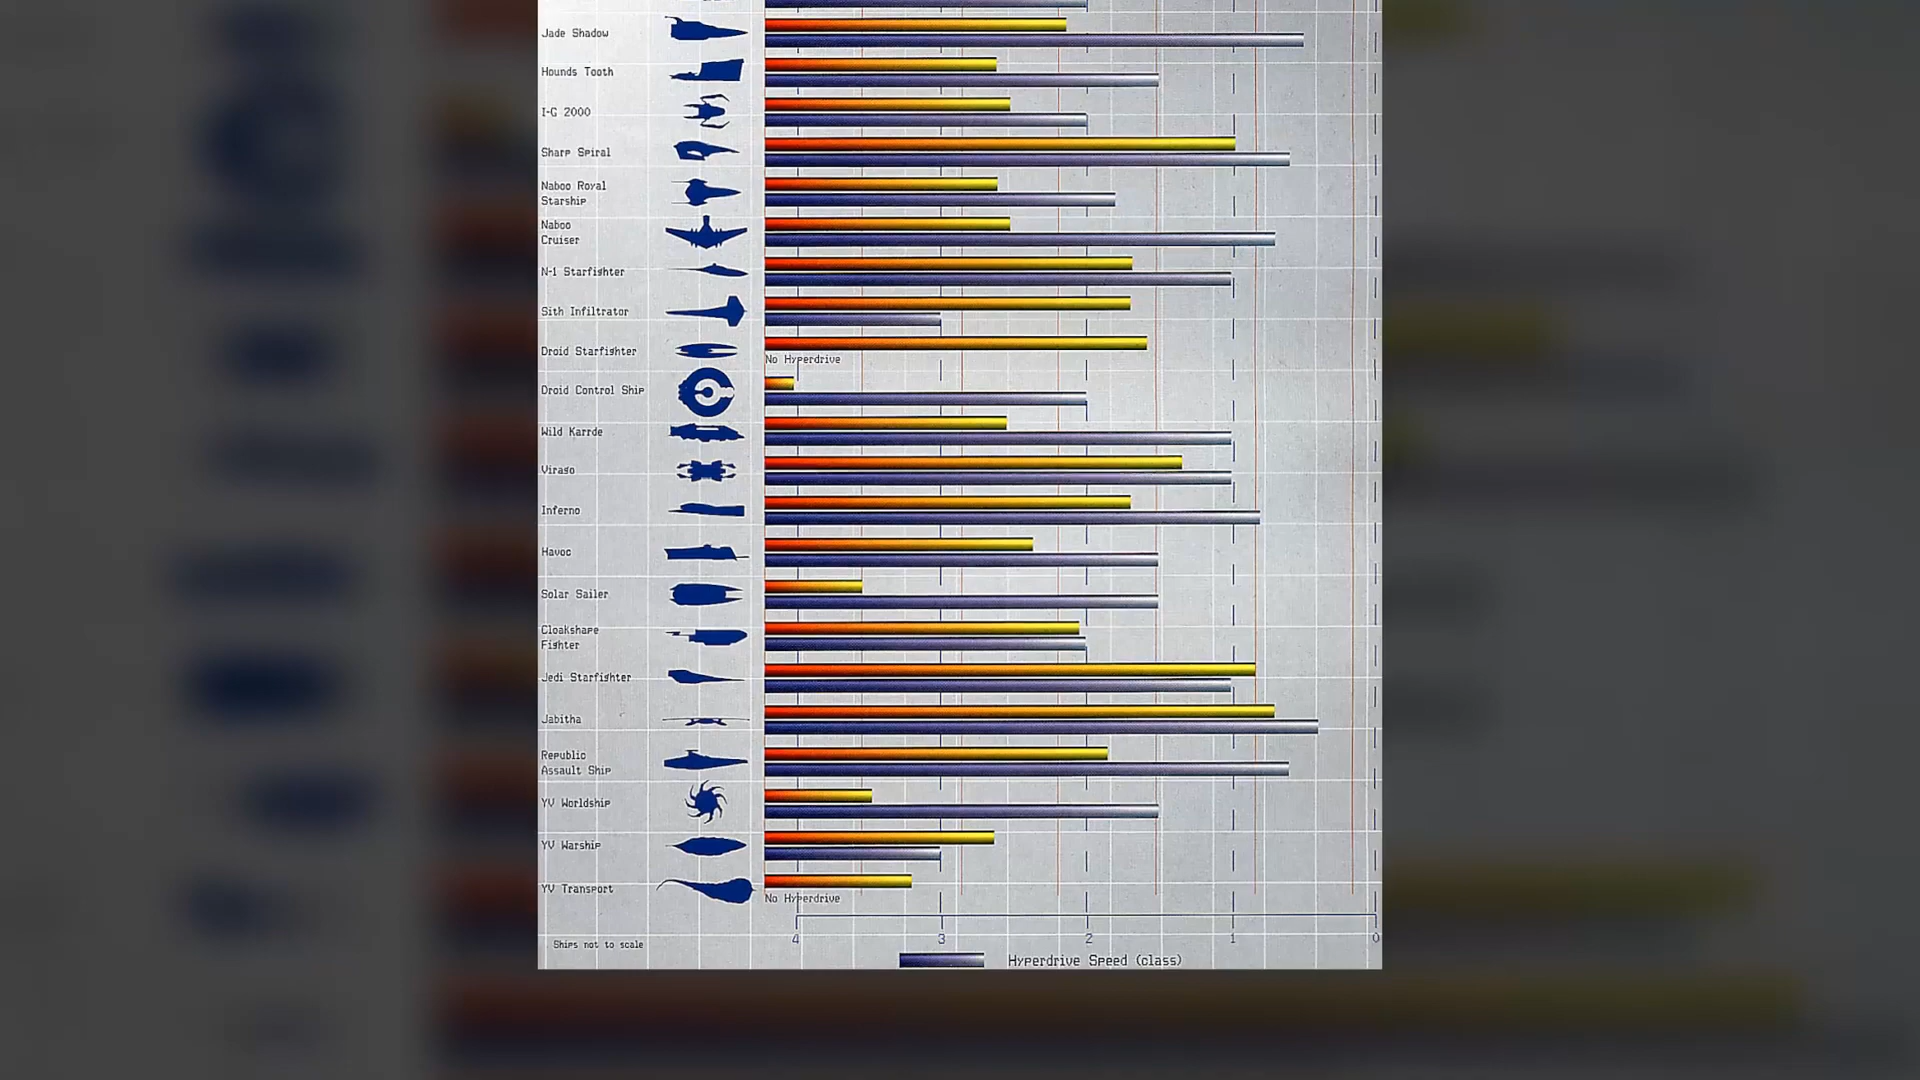 Jade Shadow
Hounds Tooth
I-G 2000
Sharp Spiral
Naboo Royal
Starship
Naboo
Cruiser
N-1 Starfighter
Sith Infiltrator
Droid Starfighter
No Hyperdrive
Droid Control Ship
Wild Karrde
Virago
Inferno
Havoc
Solar Sailer
Cloakshape
Fighter
Jedi Starfighter
Jabitha
Republic
Assault Ship
YV Worldship
YV Warship
YV Transport
No Hyperdrive
4 3 2 1 0
Ships not to scale
Hyperdrive Speed (class)